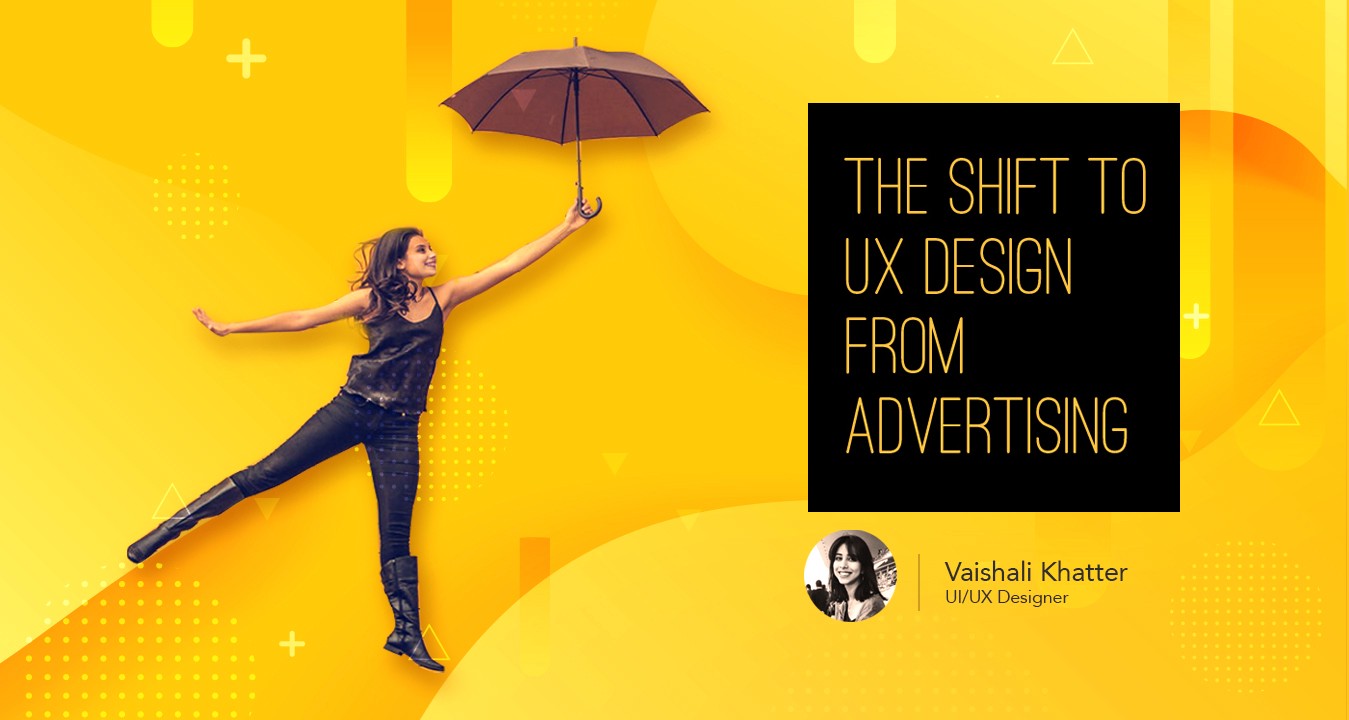 THE SHIFT TO
UX DESIGN
FROM
ADVERTISING
Vaishali Khatter
UI/UX Designer